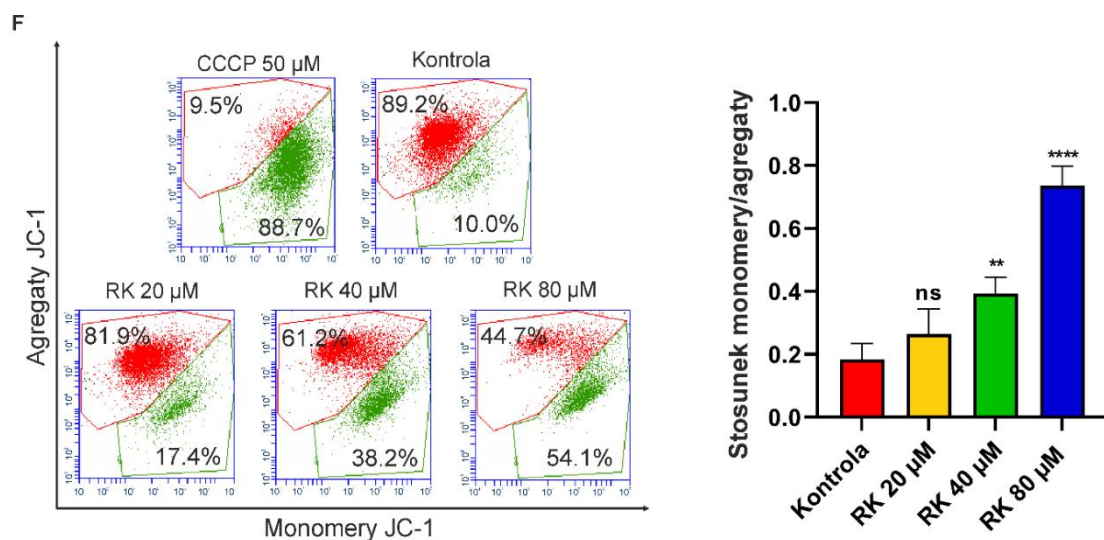 F
CCCP 50 µM
Kontrola
9.5%
89.2%
88.7%
10.0%
RK 20 µM
RK 40 µM
RK 80 µM
81.9%
61.2%
44.7%
17.4%
38.2%
54.1%
Agregaty JC-1
Monomery JC-1
Stosunek monomery/agregaty
1.0
0.8
0.6
0.4
0.2
0.0
ns
**
****
Kontrola
RK 20 µM
RK 40 µM
RK 80 µM